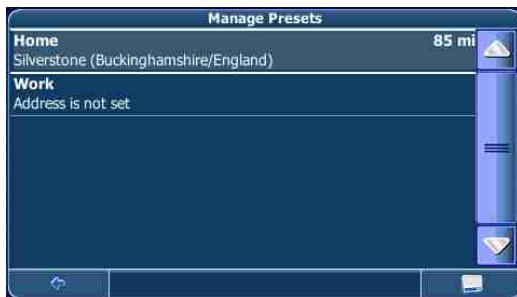 Manage Presets
Home 85 mi
Silverstone (Buckinghamshire/England)
Work
Address is not set